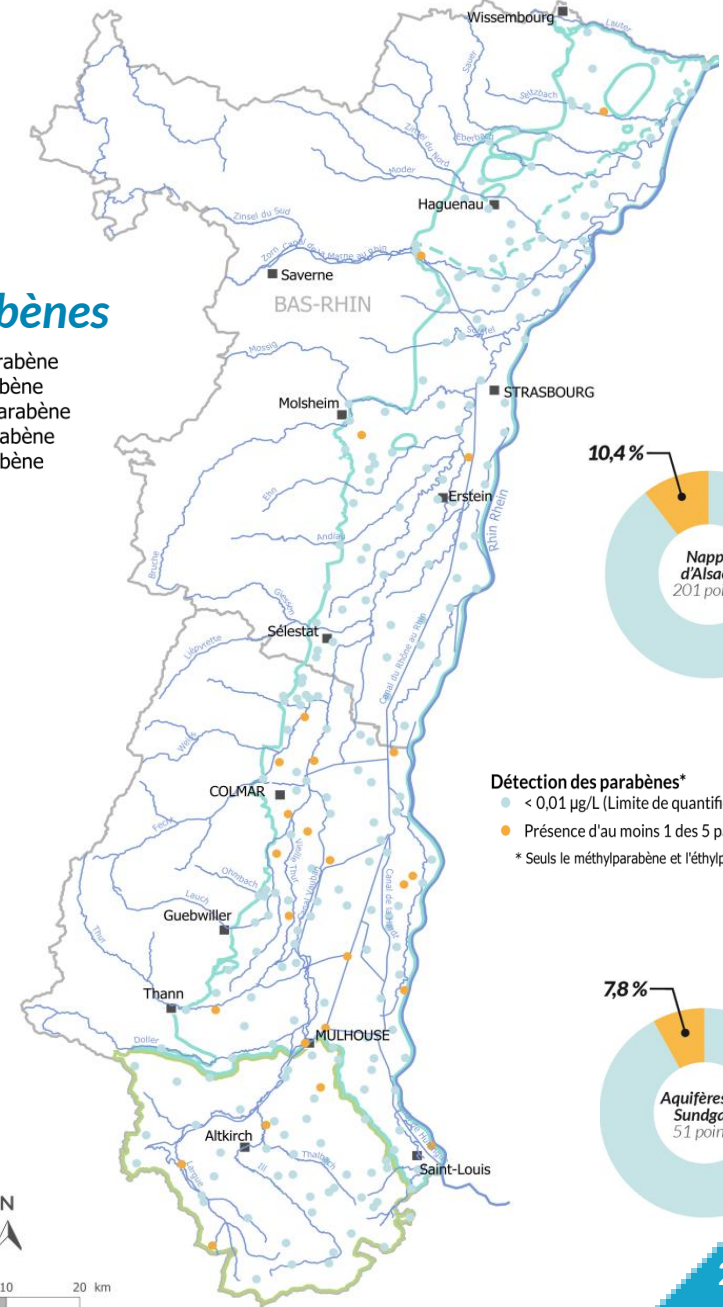 Wissembourg
Lauter
Sauer
Seltzbach
Eberbach
Zinsel du Nord
Moder
Haguenau
Zinsel du Sud
Zorn
Canal de la Marne au Rhin
Saverne
BAS-RHIN
bènes
rabène
bène
arabène
abène
bène
Souffel
Mossig
STRASBOURG
Molsheim
10,4 %
Ehn
Erstein
Rhin Rhein
Andlau
Napp
d'Alsa
201 poi
Bruche
Giessen
Sélestat
Liepvrette
Canal du Rhône au Rhin
Weiss
Détection des parabènes*
< 0,01 µg/L (Limite de quantifi
COLMAR
Présence d'au moins 1 des 5 pa
Fecht
* Seuls le méthylparabène et l'éthylp
Vieille Thur
Ohmbach
Canal Vauban
Lauch
Guebwiller
Thur
7,8 %
Thann
Doller
MULHOUSE
Aquifères
Sundga
51 poin
Altkirch
Ill
Thalbach
Largue
Saint-Louis
N
10
20 km
2